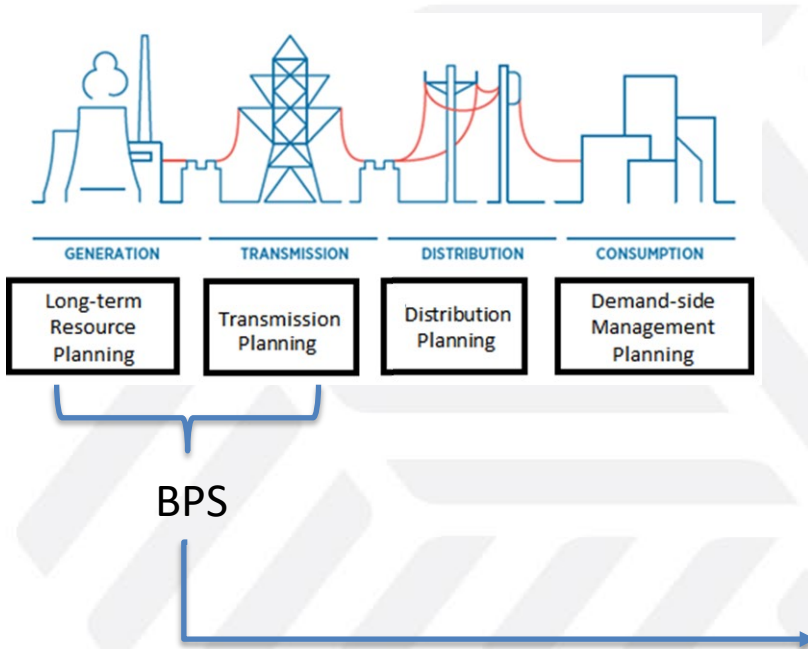 GENERATION
TRANSMISSION
DISTRIBUTION
CONSUMPTION
Long-term
Resource
Planning
Transmission
Planning
Distribution
Planning
Demand-side
Management
Planning
BPS